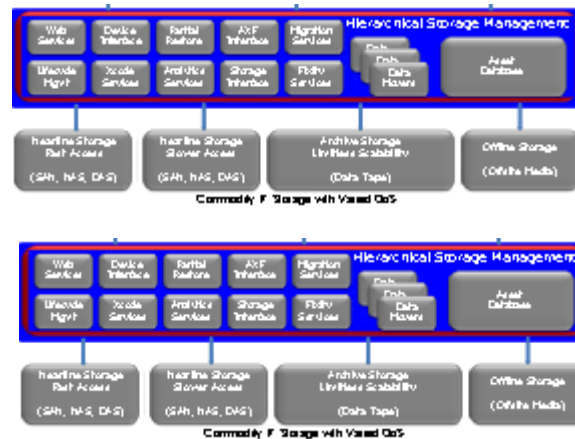 Hierarchical Storage Management
Web Services
Device Interface
Partial Restore
AXF Interface
Migration Services
Lifecycle Mgmt
Xcode Services
Analytics Services
Storage Interface
Fixity Services
Data Movers
Asset Database
Nearline Storage
Fast Access
(SAN, NAS, DAS)
Nearline Storage
Slower Access
(SAN, NAS, DAS)
Archive Storage
Limitless Scalability
(Data Tape)
Offline Storage
(Offsite Media)
Commodity IT Storage with Varied QoS
Hierarchical Storage Management
Web Services
Device Interface
Partial Restore
AXF Interface
Migration Services
Lifecycle Mgmt
Xcode Services
Analytics Services
Storage Interface
Fixity Services
Data Movers
Asset Database
Nearline Storage
Fast Access
(SAN, NAS, DAS)
Nearline Storage
Slower Access
(SAN, NAS, DAS)
Archive Storage
Limitless Scalability
(Data Tape)
Offline Storage
(Offsite Media)
Commodity IT Storage with Varied QoS